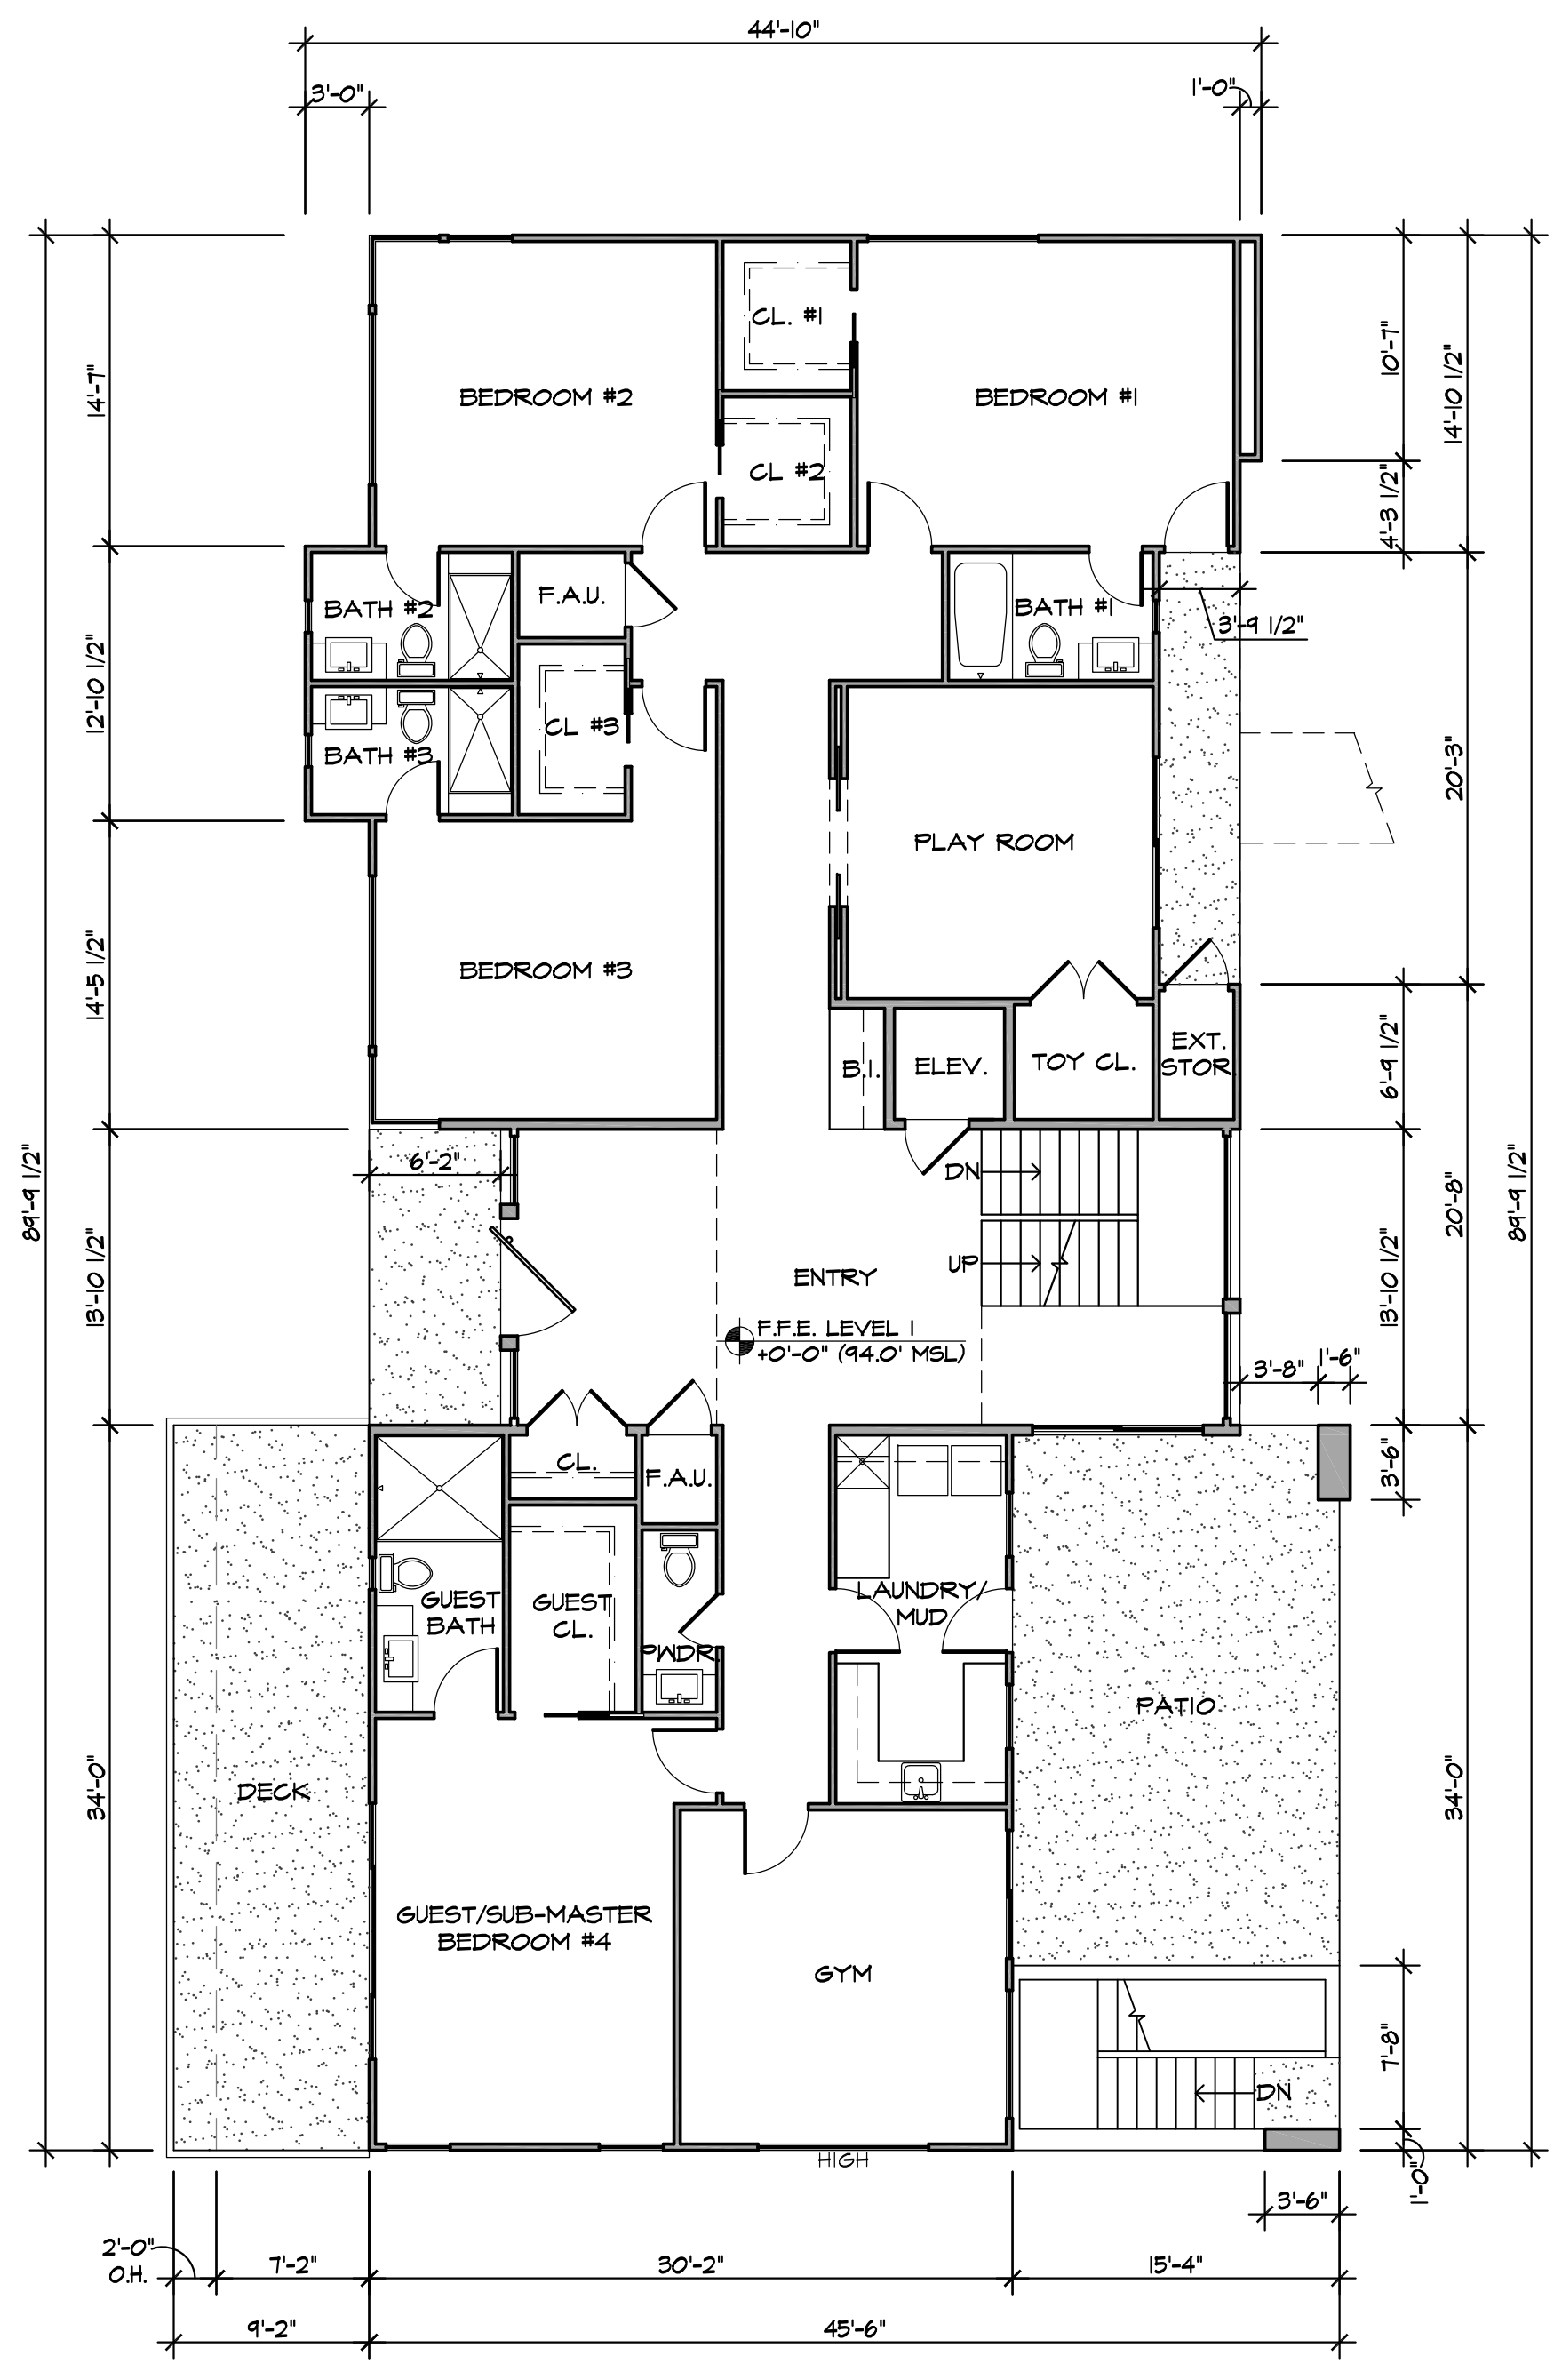 44'-10"
3'-0"
1'-0"
CL. #1
BEDROOM #2
BEDROOM #1
CL #2
10'-7"
14'-10 1/2"
14'-7"
4'-3 1/2"
F.A.U.
BATH #2
BATH #1
3'-9 1/2"
12'-10 1/2"
CL #3
BATH #3
20'-3"
PLAY ROOM
BEDROOM #3
14'-5 1/2"
EXT.
STOR.
B.I.
ELEV.
TOY CL.
6'-9 1/2"
6'-2"
DN
89'-9 1/2"
20'-8"
89'-9 1/2"
UP
ENTRY
13'-10 1/2"
13'-10 1/2"
F.F.E. LEVEL 1
+0'-0" (94.0' MSL)
3'-8"
1'-6"
CL.
F.A.U.
3'-6"
GUEST
BATH
GUEST
CL.
LAUNDRY/
MUD
PWDR.
PATIO
DECK
34'-0"
34'-0"
GUEST/SUB-MASTER
BEDROOM #4
GYM
7'-8"
DN
HIGH
1'-0"
3'-6"
2'-0"
O.H.
7'-2"
30'-2"
15'-4"
9'-2"
45'-6"